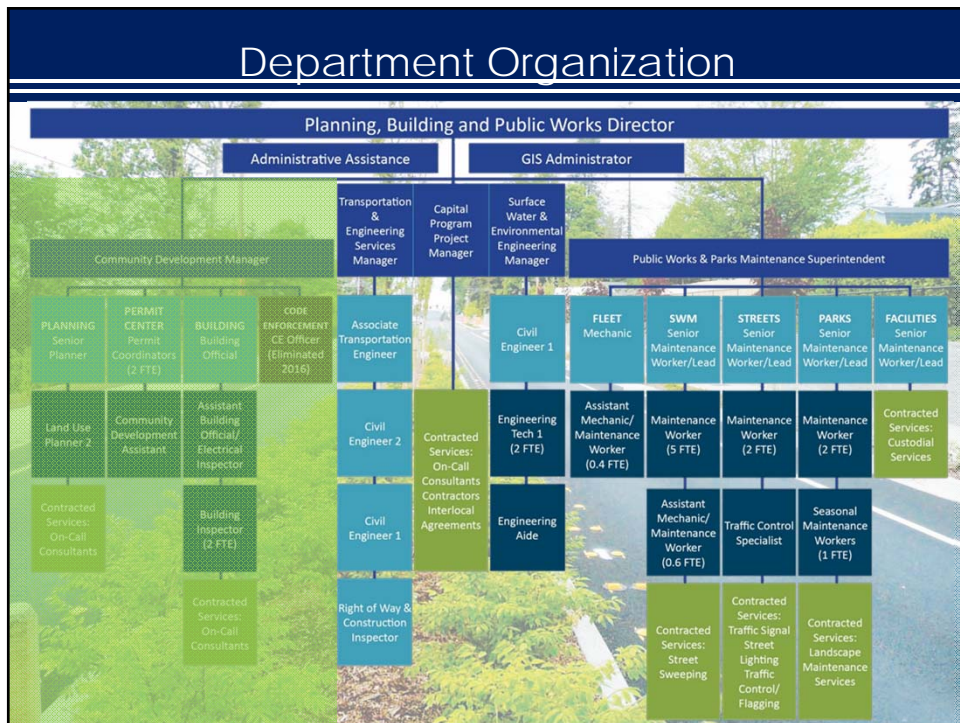 Department Organization
Planning, Building and Public Works Director
Administrative Assistance
GIS Administrator
Community Development Manager
Transportation
&
Engineering
Services
Manager
Capital
Program
Project
Manager
Surface
Water &
Environmental
Engineering
Manager
Public Works & Parks Maintenance Superintendent
PLANNING
Senior
Planner
PERMIT
CENTER
Permit
Coordinators
(2 FTE)
BUILDING
Building
Official
CODE
ENFORCEMENT
CE Officer
(Eliminated
2016)
Associate
Transportation
Engineer
Civil
Engineer 1
FLEET
Mechanic
SWM
Senior
Maintenance
Worker/Lead
STREETS
Senior
Maintenance
Worker/Lead
PARKS
Senior
Maintenance
Worker/Lead
FACILITIES
Senior
Maintenance
Worker/Lead
Land Use
Planner 2
Community
Development
Assistant
Assistant
Building
Official/
Electrical
Inspector
Civil
Engineer 2
Contracted
Services:
On-Call
Consultants
Contractors
Interlocal
Agreements
Engineering
Tech 1
(2 FTE)
Assistant
Mechanic/
Maintenance
Worker
(0.4 FTE)
Maintenance
Worker
(5 FTE)
Maintenance
Worker
(2 FTE)
Maintenance
Worker
(2 FTE)
Contracted
Services:
Custodial
Services
Contracted
Services:
On-Call
Consultants
Building
Inspector
(2 FTE)
Civil
Engineer 1
Engineering
Aide
Assistant
Mechanic/
Maintenance
Worker
(0.6 FTE)
Traffic Control
Specialist
Seasonal
Maintenance
Workers
(1 FTE)
Contracted
Services:
On-Call
Consultants
Right of Way &
Construction
Inspector
Contracted
Services:
Street
Sweeping
Contracted
Services:
Traffic Signal
Street
Lighting
Traffic
Control/
Flagging
Contracted
Services:
Landscape
Maintenance
Services